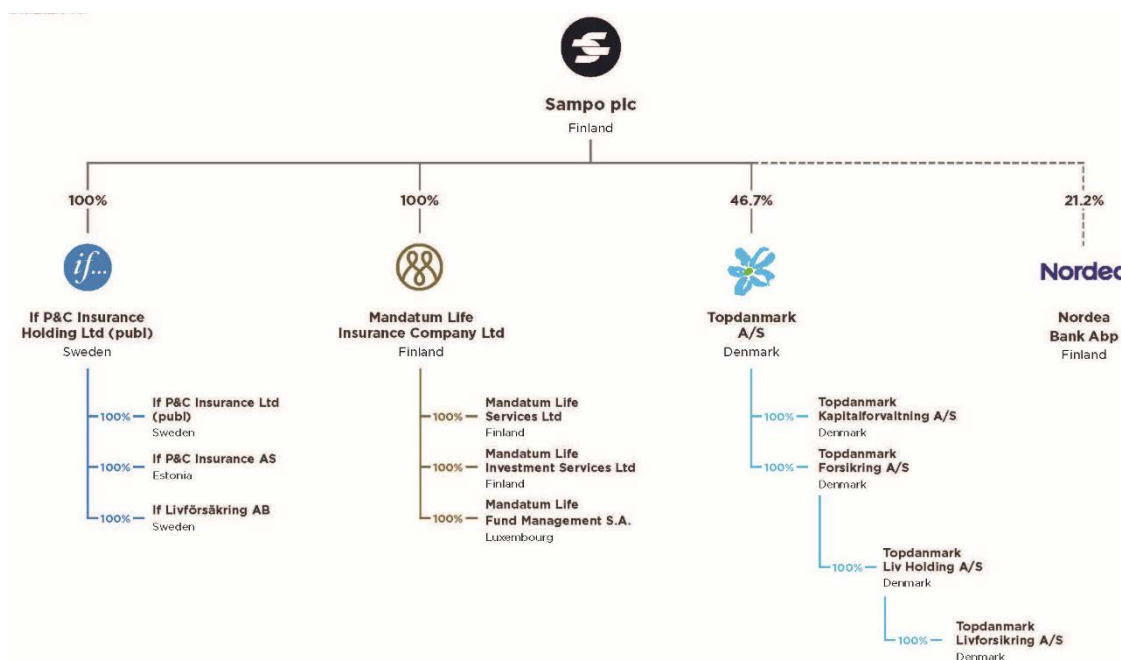 Sampo plc
Finland
100%
100%
46.7%
21.2%
if...
Nordea
If P&C Insurance
Holding Ltd (publ)
Sweden
Mandatum Life
Insurance Company Ltd
Finland
Topdanmark
A/S
Denmark
Nordea
Bank Abp
Finland
100%
If P&C Insurance Ltd
(publ)
Sweden
100%
If P&C Insurance AS
Estonia
100%
If Livförsäkring AB
Sweden
100%
Mandatum Life
Services Ltd
Finland
100%
Mandatum Life
Investment Services Ltd
Finland
100%
Mandatum Life
Fund Management S.A.
Luxembourg
100%
Topdanmark
Kapitalforvaltning A/S
Denmark
100%
Topdanmark
Forsikring A/S
Denmark
100%
Topdanmark
Liv Holding A/S
Denmark
100%
Topdanmark
Livforsikring A/S
Denmark